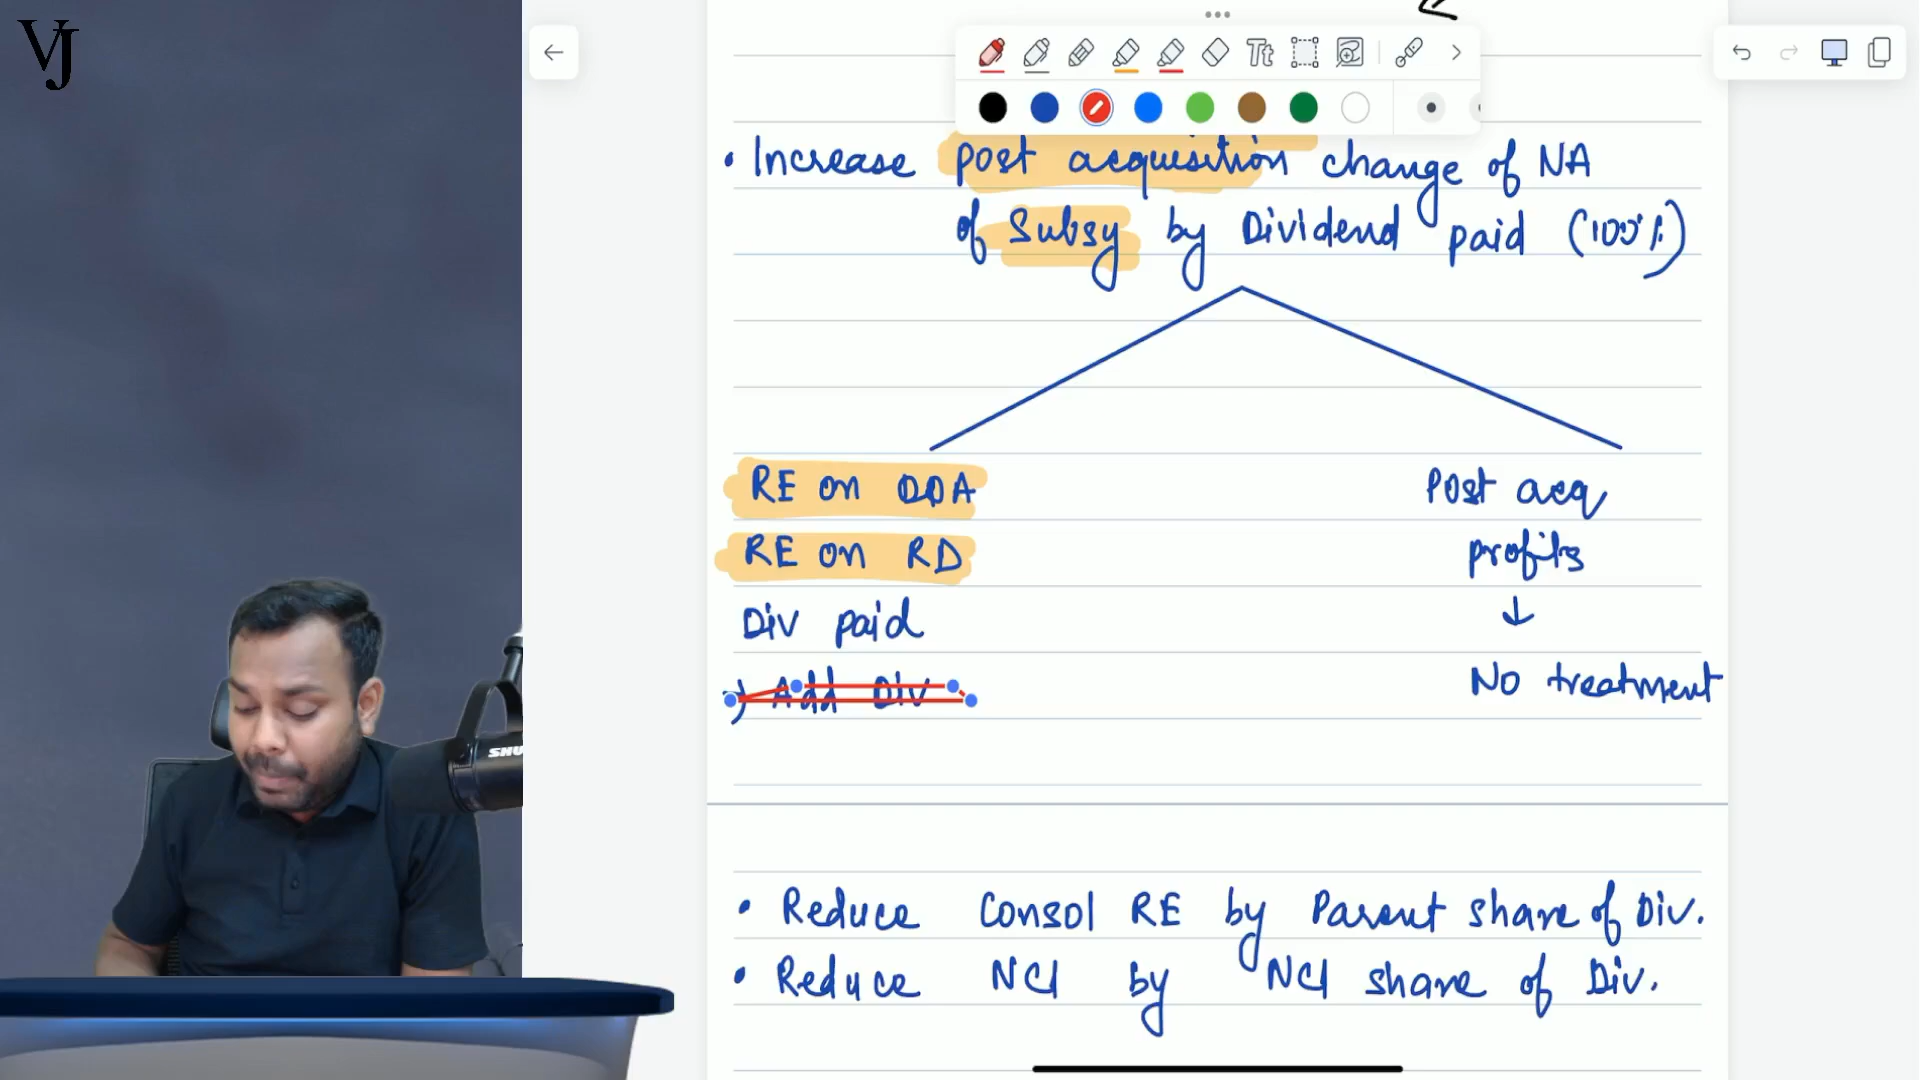 VJ
Tt
• Increase post acquisition change of NA
of Subsy by Dividend paid (100%)
RE on DOA
RE on RD
Div paid
Add Div
Post acq
profits
↓
No treatment
SHU
• Reduce Consol RE by Parent share of Div.
• Reduce NCI by NCI share of Div.